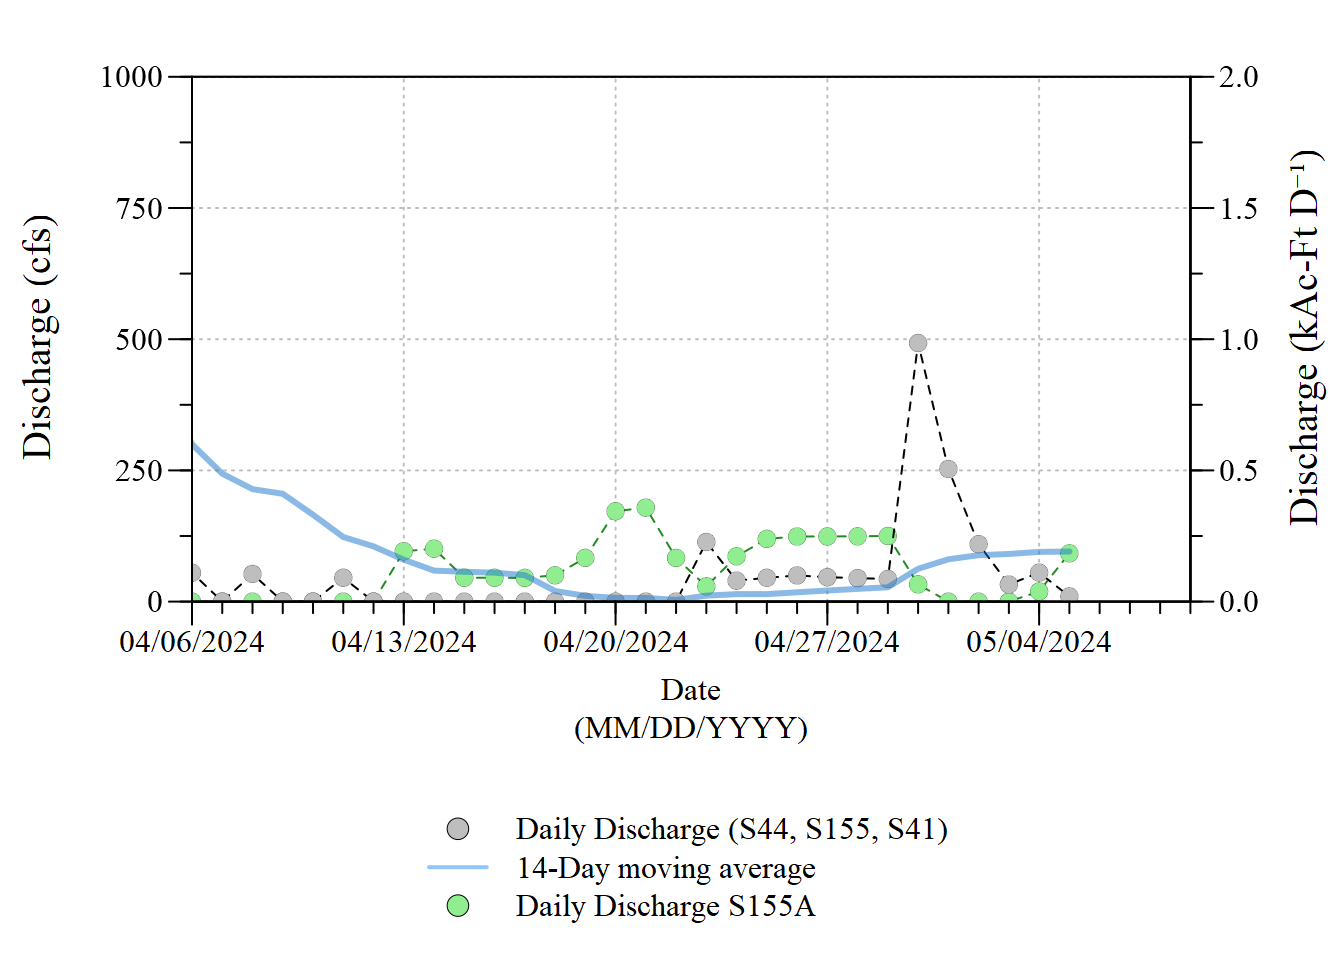 1000
750
500
250
0
Discharge (cfs)
2.0
1.5
1.0
0.5
0.0
Discharge (kAc-Ft D⁻¹)
04/06/2024
04/13/2024
04/20/2024
04/27/2024
05/04/2024
Date
(MM/DD/YYYY)
Daily Discharge (S44, S155, S41)
14-Day moving average
Daily Discharge S155A